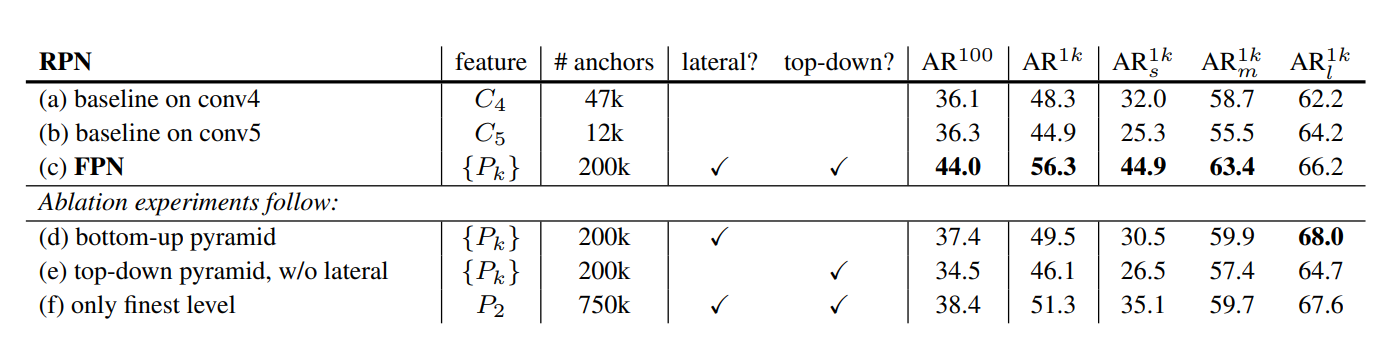 RPN feature # anchors lateral? top-down? AR^100 AR^1k AR_s^1k AR_m^1k AR_l^1k
(a) baseline on conv4 C_4 47k 36.1 48.3 32.0 58.7 62.2
(b) baseline on conv5 C_5 12k 36.3 44.9 25.3 55.5 64.2
(c) FPN {P_k} 200k ✓ ✓ 44.0 56.3 44.9 63.4 66.2
Ablation experiments follow:
(d) bottom-up pyramid {P_k} 200k ✓ 37.4 49.5 30.5 59.9 68.0
(e) top-down pyramid, w/o lateral {P_k} 200k ✓ 34.5 46.1 26.5 57.4 64.7
(f) only finest level P_2 750k ✓ ✓ 38.4 51.3 35.1 59.7 67.6